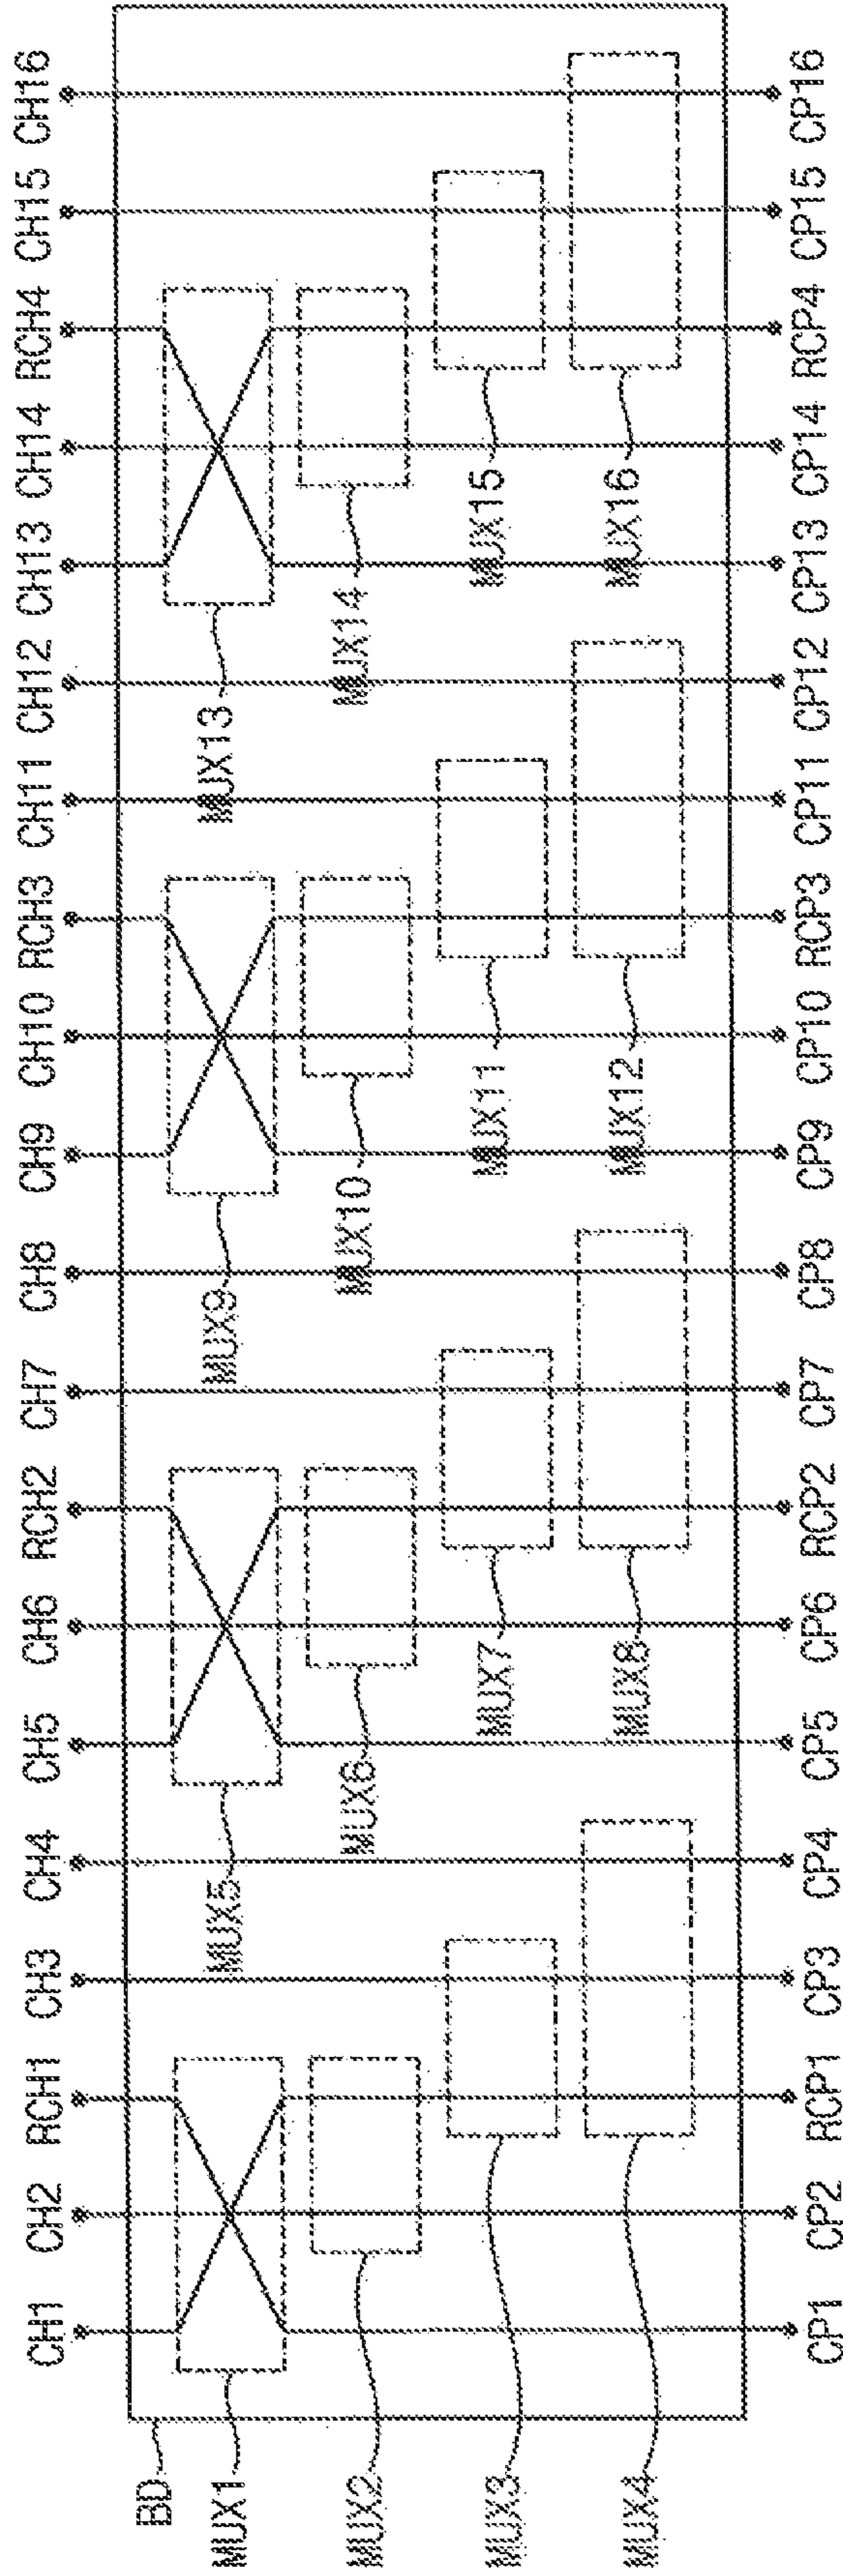 CH1 CH2 RCH1 CH3 CH4 CH5 CH6 RCH2 CH7 CH8 CH9 CH10 RCH3 CH11 CH12 CH13 CH14 RCH4 CH15 CH16
BD
MUX1 MUX5 MUX9 MUX13
MUX2 MUX6 MUX10 MUX14
MUX3 MUX7 MUX11 MUX15
MUX4 MUX8 MUX12 MUX16
CP1 CP2 RCP1 CP3 CP4 CP5 CP6 RCP2 CP7 CP8 CP9 CP10 RCP3 CP11 CP12 CP13 CP14 RCP4 CP15 CP16